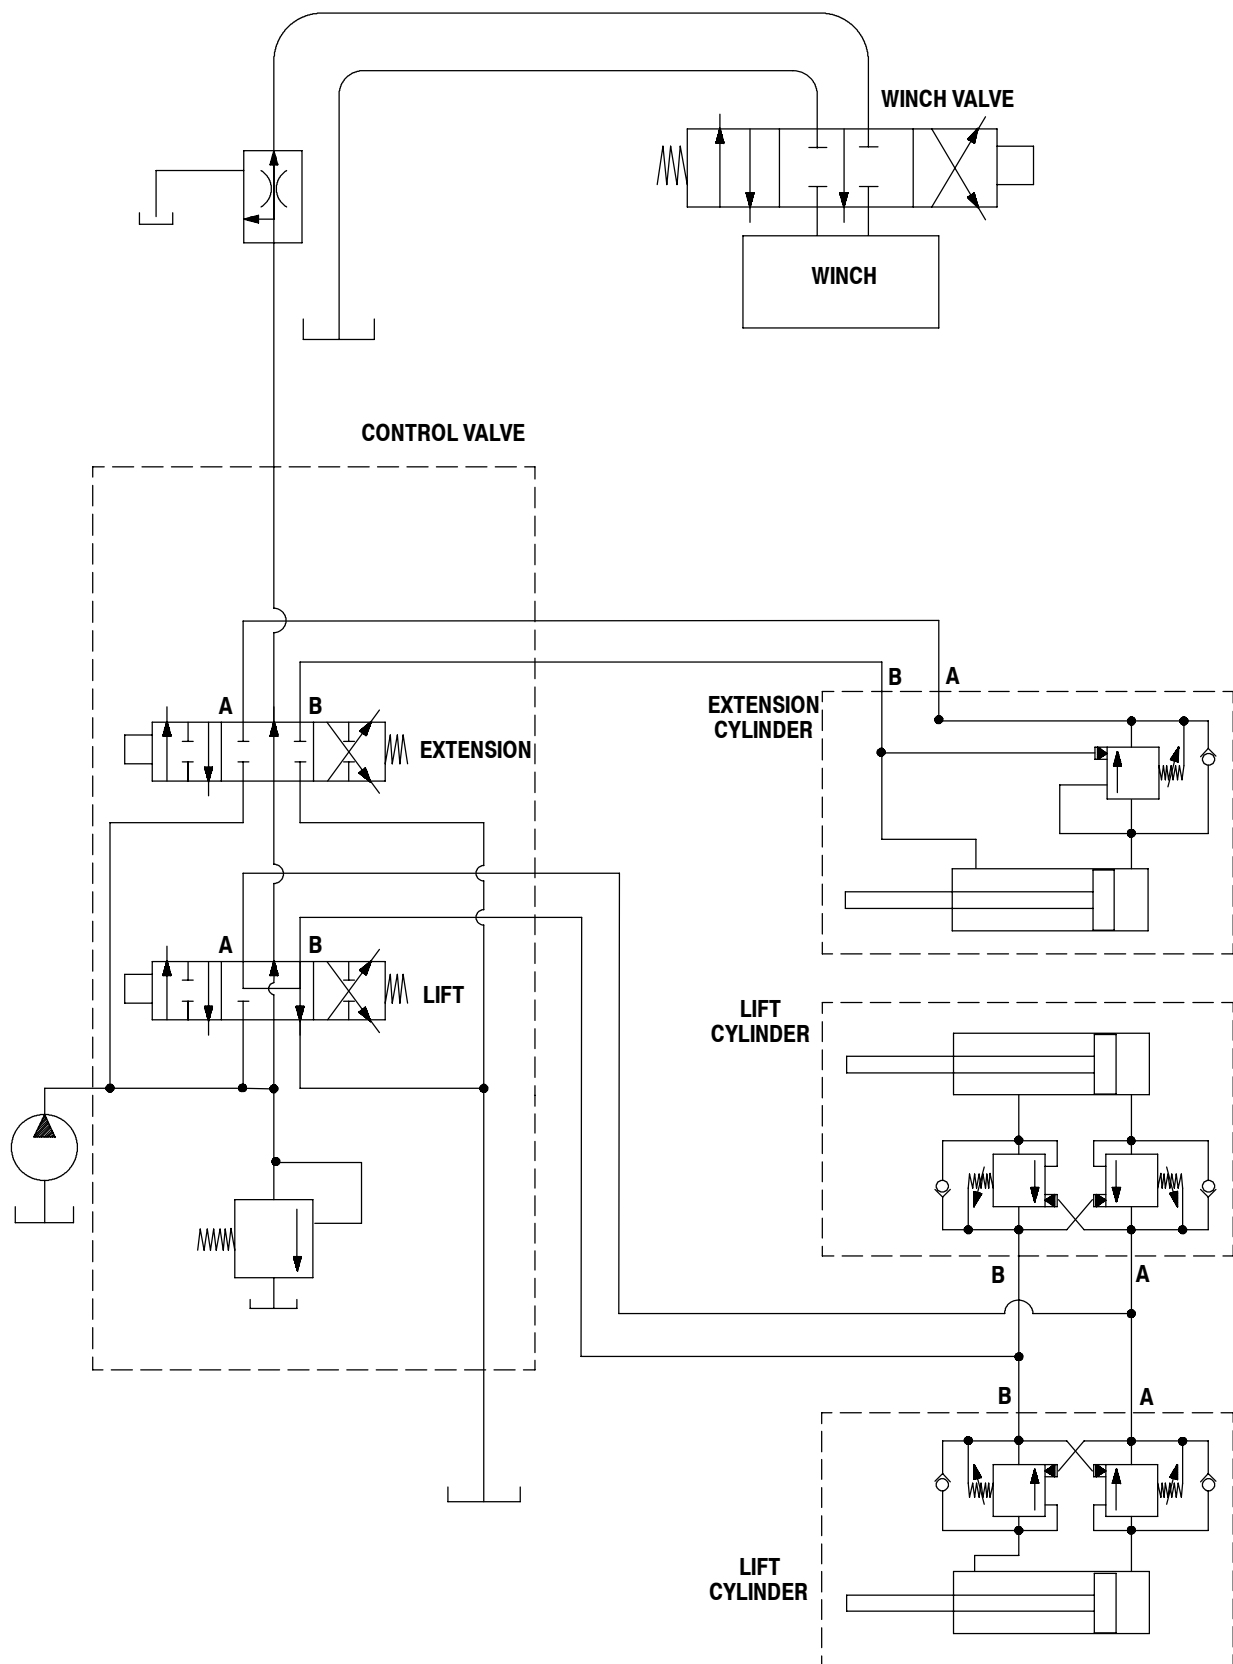 WINCH VALVE
WINCH
CONTROL VALVE
A B
EXTENSION
B A
EXTENSION
CYLINDER
A B
LIFT
LIFT
CYLINDER
B A
B A
LIFT
CYLINDER